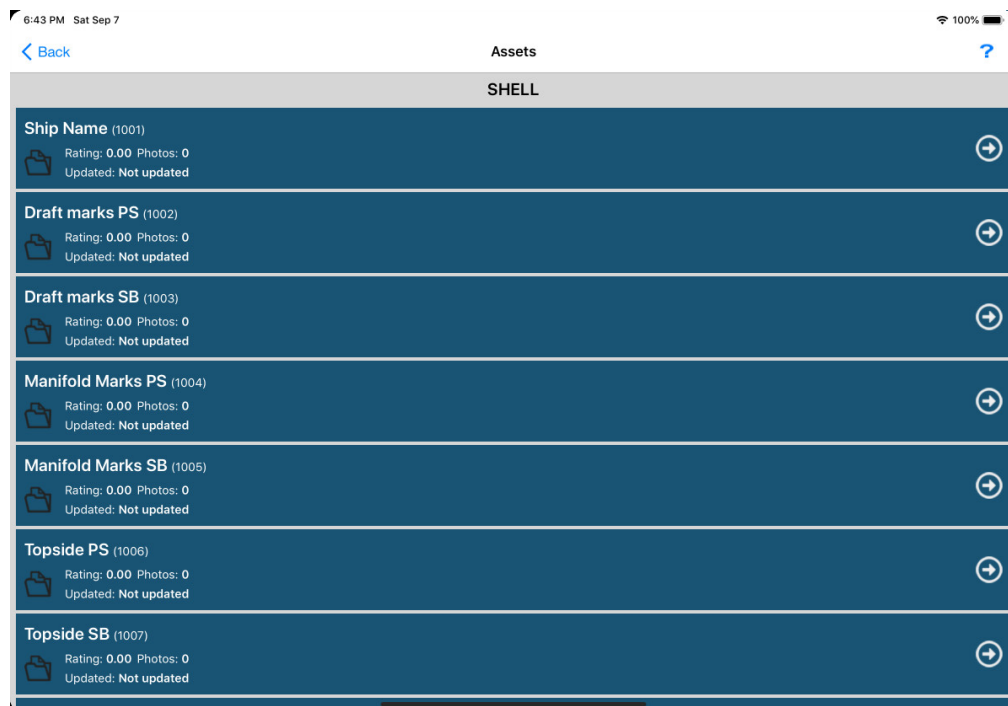 6:43 PM Sat Sep 7 100%
Back Assets ?
SHELL
Ship Name (1001)
Rating: 0.00 Photos: 0
Updated: Not updated
Draft marks PS (1002)
Rating: 0.00 Photos: 0
Updated: Not updated
Draft marks SB (1003)
Rating: 0.00 Photos: 0
Updated: Not updated
Manifold Marks PS (1004)
Rating: 0.00 Photos: 0
Updated: Not updated
Manifold Marks SB (1005)
Rating: 0.00 Photos: 0
Updated: Not updated
Topside PS (1006)
Rating: 0.00 Photos: 0
Updated: Not updated
Topside SB (1007)
Rating: 0.00 Photos: 0
Updated: Not updated